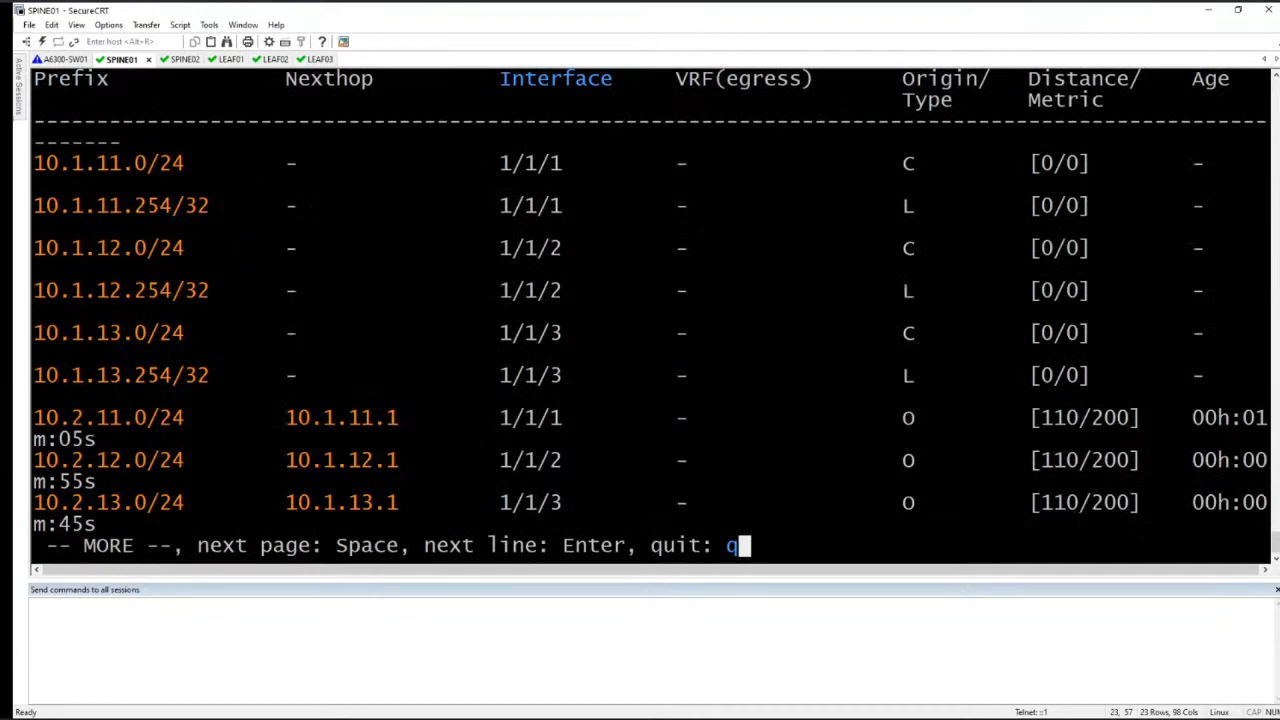 SPINE01 - SecureCRT
File Edit View Options Transfer Script Tools Window Help
Enter host <Alt+R>
A6300-SW01 SPINE01 SPINE02 LEAF01 LEAF02 LEAF03
Active Sessions
Prefix Nexthop Interface VRF(egress) Origin/ Distance/ Age
Type Metric
--------------------------------------------------------------------------------------------------
-------
10.1.11.0/24 - 1/1/1 - C [0/0] -
10.1.11.254/32 - 1/1/1 - L [0/0] -
10.1.12.0/24 - 1/1/2 - C [0/0] -
10.1.12.254/32 - 1/1/2 - L [0/0] -
10.1.13.0/24 - 1/1/3 - C [0/0] -
10.1.13.254/32 - 1/1/3 - L [0/0] -
10.2.11.0/24 10.1.11.1 1/1/1 - O [110/200] 00h:01
m:05s
10.2.12.0/24 10.1.12.1 1/1/2 - O [110/200] 00h:00
m:55s
10.2.13.0/24 10.1.13.1 1/1/3 - O [110/200] 00h:00
m:45s
-- MORE --, next page: Space, next line: Enter, quit: q
Send commands to all sessions
Ready Telnet: ::1 23, 57 23 Rows, 98 Cols Linux CAP NUM